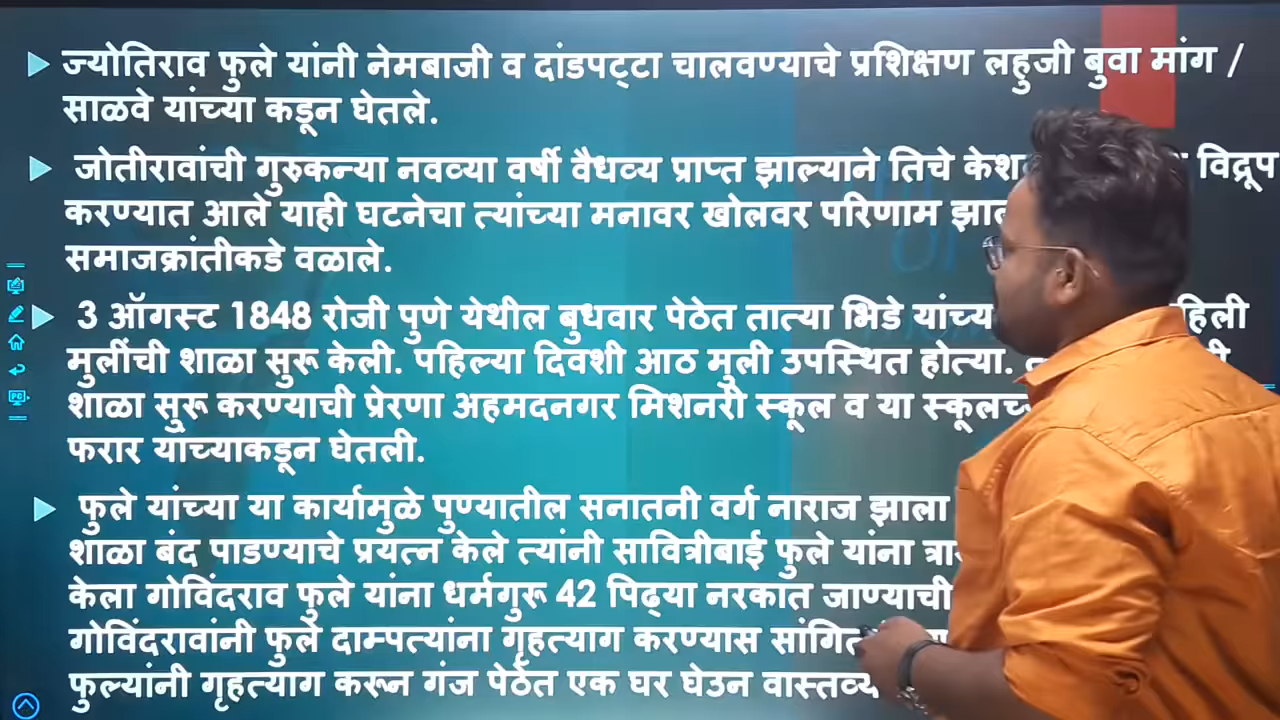 ज्योतिराव फुले यांनी नेमबाजी व दांडपट्टा चालवण्याचे प्रशिक्षण लहुजी बुवा मांग /
साळवे यांच्या कडून घेतले.
जोतीरावांची गुरुकन्या नवव्या वर्षी वैधव्य प्राप्त झाल्याने तिचे विद्रूप
करण्यात आले याही घटनेचा त्यांच्या मनावर खोलवर परिणाम
समाजक्रांतीकडे वळाले.
3 ऑगस्ट 1848 रोजी पुणे येथील बुधवार पेठेत तात्या भिडे
मुलींची शाळा सुरू केली. पहिल्या दिवशी आठ मुली उपस्थित होत्या.
शाळा सुरू करण्याची प्रेरणा अहमदनगर मिशनरी स्कूल व या
फरार यांच्याकडून घेतली.
फुले यांच्या या कार्यामुळे पुण्यातील सनातनी वर्ग नाराज झाला
शाळा बंद पाडण्याचे प्रयत्न केले त्यांनी सावित्रीबाई फुले यांना
केला गोविंदराव फुले यांना धर्मगुरू 42 पिढ्या नरकात जाण्याची
गोविंदरावांनी फुले दाम्पत्यांना गृहत्याग करण्यास
फुल्यांनी गृहत्याग करून गंज पेठेत एक घर घेउन वास्तव्य